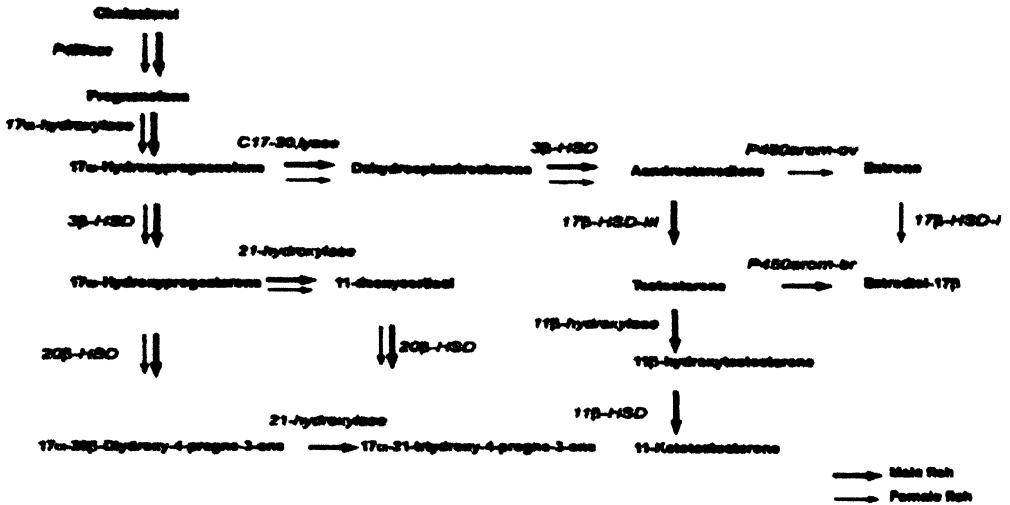 Cholesterol
P450scc
Pregnenolone
17α-hydroxylase
C17-20,lyase
3β-HSD
P450arom-ov
17α-Hydroxypregnenolone
Dehydroepiandrosterone
Aandrostenedione
Estrone
3β-HSD
17β-HSD-III
17β-HSD-I
21-hydroxylase
P450arom-br
17α-Hydroxyprogesterone
11-deoxycortisol
Testosterone
Estradiol-17β
11β-hydroxylase
20β-HSD
20β-HSD
11β-hydroxytestosterone
21-hydroxylase
11β-HSD
17α-20β-Dihydroxy-4-pregne-3-one
17α-21-trihydroxy-4-pregne-3-one
11-Ketotestosterone
Male fish
Female fish